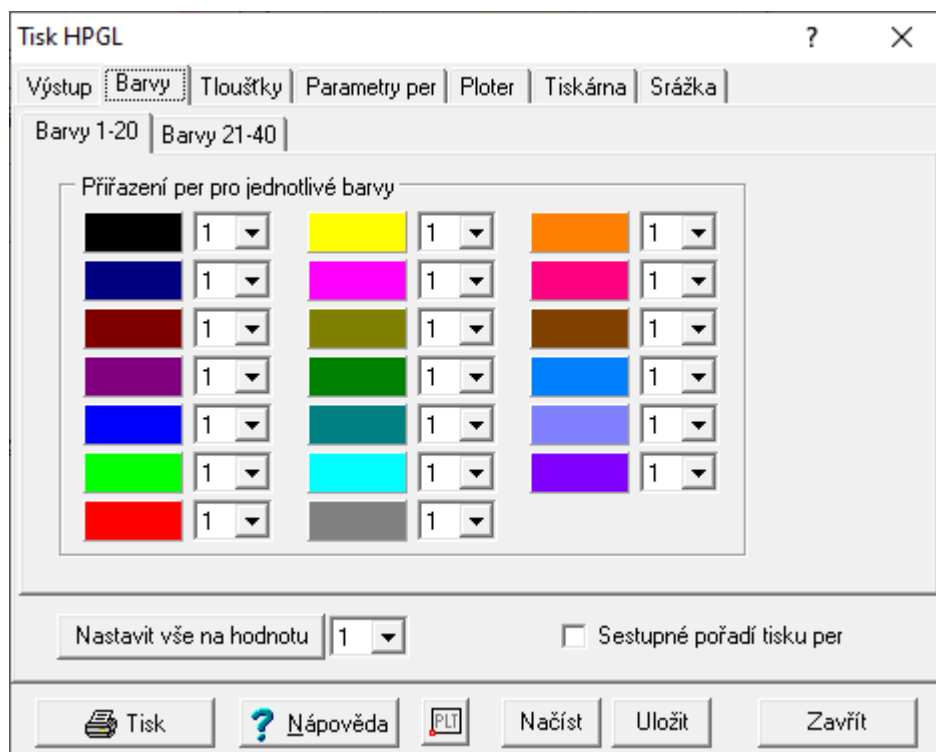 Tisk HPGL ?
Výstup Barvy Tloušťky Parametry per Ploter Tiskárna Srážka
Barvy 1-20 Barvy 21-40
Přiřazení per pro jednotlivé barvy
1 1 1
1 1 1
1 1 1
1 1 1
1 1 1
1 1 1
1 1
Nastavit vše na hodnotu 1 Sestupné pořadí tisku per
Tisk ? Nápověda PLT Načíst Uložit Zavřít